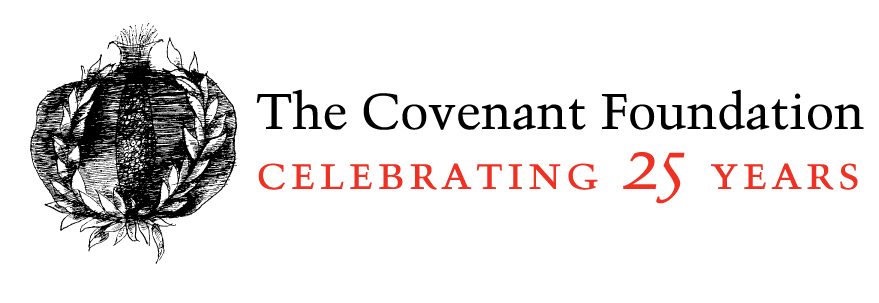 The Covenant Foundation
CELEBRATING 25 YEARS